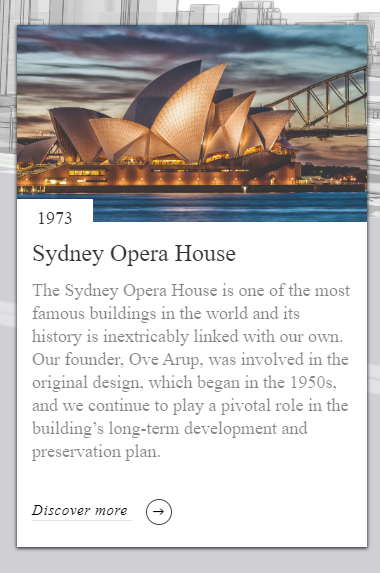 1973
Sydney Opera House
The Sydney Opera House is one of the most
famous buildings in the world and its
history is inextricably linked with our own.
Our founder, Ove Arup, was involved in the
original design, which began in the 1950s,
and we continue to play a pivotal role in the
building’s long-term development and
preservation plan.
Discover more